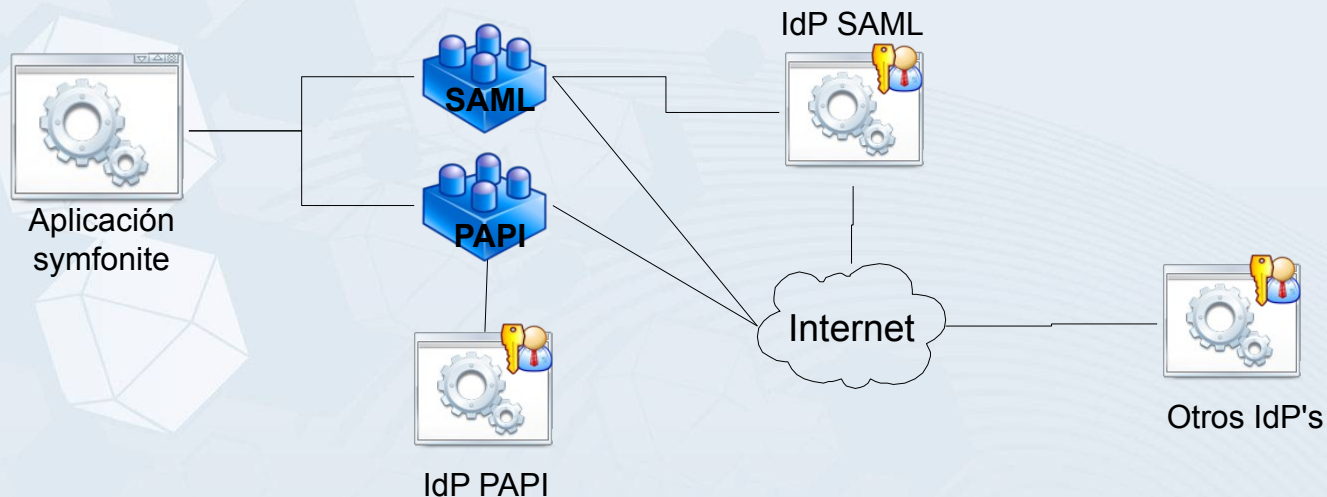 IdP SAML
SAML
PAPI
Aplicación
symfonite
Internet
Otros IdP's
IdP PAPI